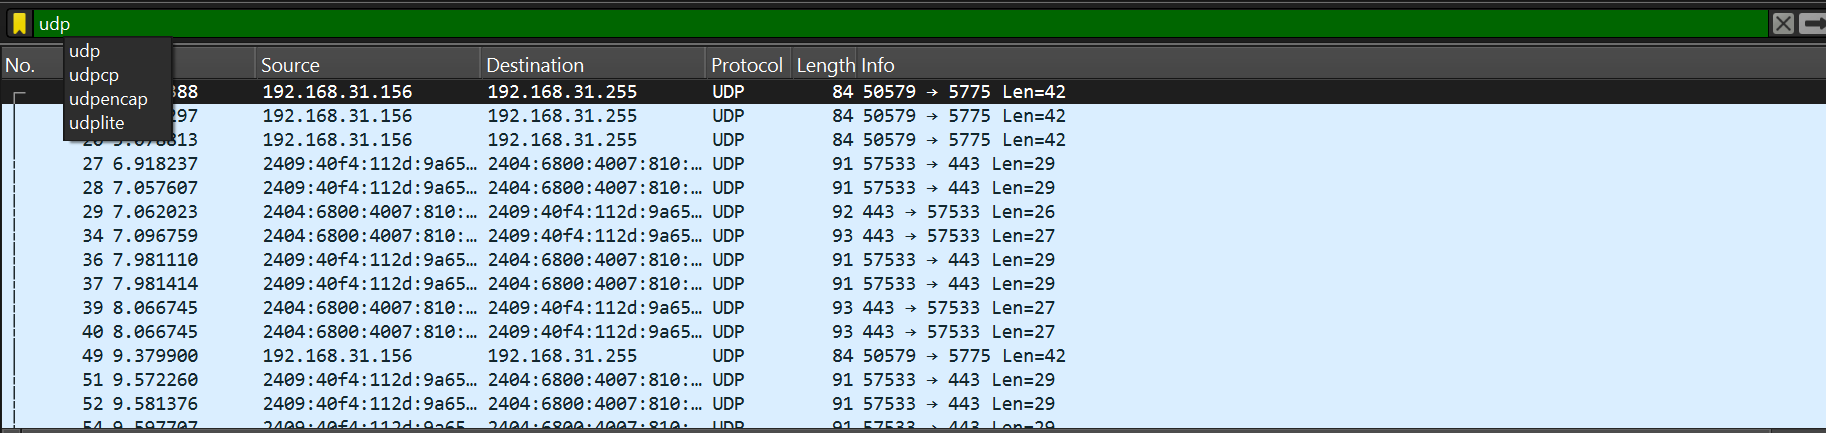 udp
udp
udpcp
udpencap
udplite
No. Source Destination Protocol Length Info
388 192.168.31.156 192.168.31.255 UDP 84 50579 → 5775 Len=42
297 192.168.31.156 192.168.31.255 UDP 84 50579 → 5775 Len=42
192.168.31.156 192.168.31.255 UDP 84 50579 → 5775 Len=42
27 6.918237 2409:40f4:112d:9a65… 2404:6800:4007:810:… UDP 91 57533 → 443 Len=29
28 7.057607 2409:40f4:112d:9a65… 2404:6800:4007:810:… UDP 91 57533 → 443 Len=29
29 7.062023 2404:6800:4007:810:… 2409:40f4:112d:9a65… UDP 92 443 → 57533 Len=26
34 7.096759 2404:6800:4007:810:… 2409:40f4:112d:9a65… UDP 93 443 → 57533 Len=27
36 7.981110 2409:40f4:112d:9a65… 2404:6800:4007:810:… UDP 91 57533 → 443 Len=29
37 7.981414 2409:40f4:112d:9a65… 2404:6800:4007:810:… UDP 91 57533 → 443 Len=29
39 8.066745 2404:6800:4007:810:… 2409:40f4:112d:9a65… UDP 93 443 → 57533 Len=27
40 8.066745 2404:6800:4007:810:… 2409:40f4:112d:9a65… UDP 93 443 → 57533 Len=27
49 9.379900 192.168.31.156 192.168.31.255 UDP 84 50579 → 5775 Len=42
51 9.572260 2409:40f4:112d:9a65… 2404:6800:4007:810:… UDP 91 57533 → 443 Len=29
52 9.581376 2409:40f4:112d:9a65… 2404:6800:4007:810:… UDP 91 57533 → 443 Len=29
54 9.597707 2409:40f4:112d:9a65… 2404:6800:4007:810:… UDP 91 57533 → 443 Len=29